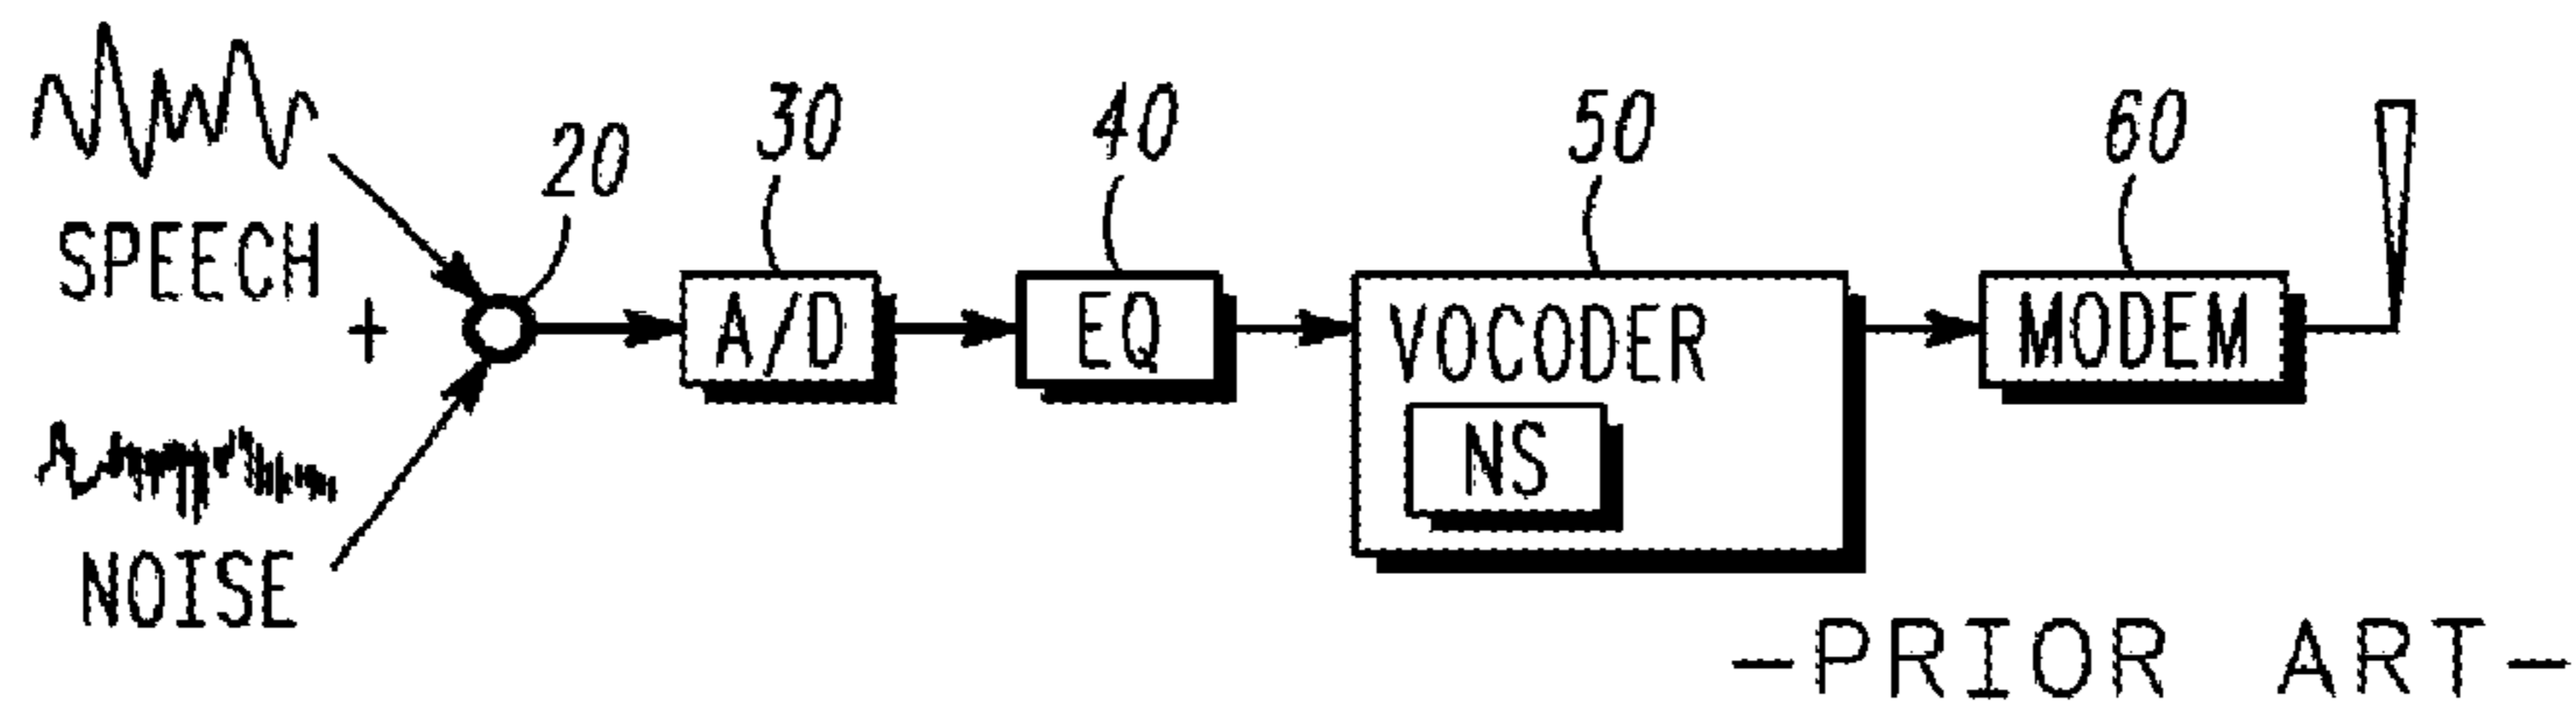 20 30 40 50 60
SPEECH
+ A/D EQ VOCODER MODEM
NS
NOISE
-PRIOR ART-